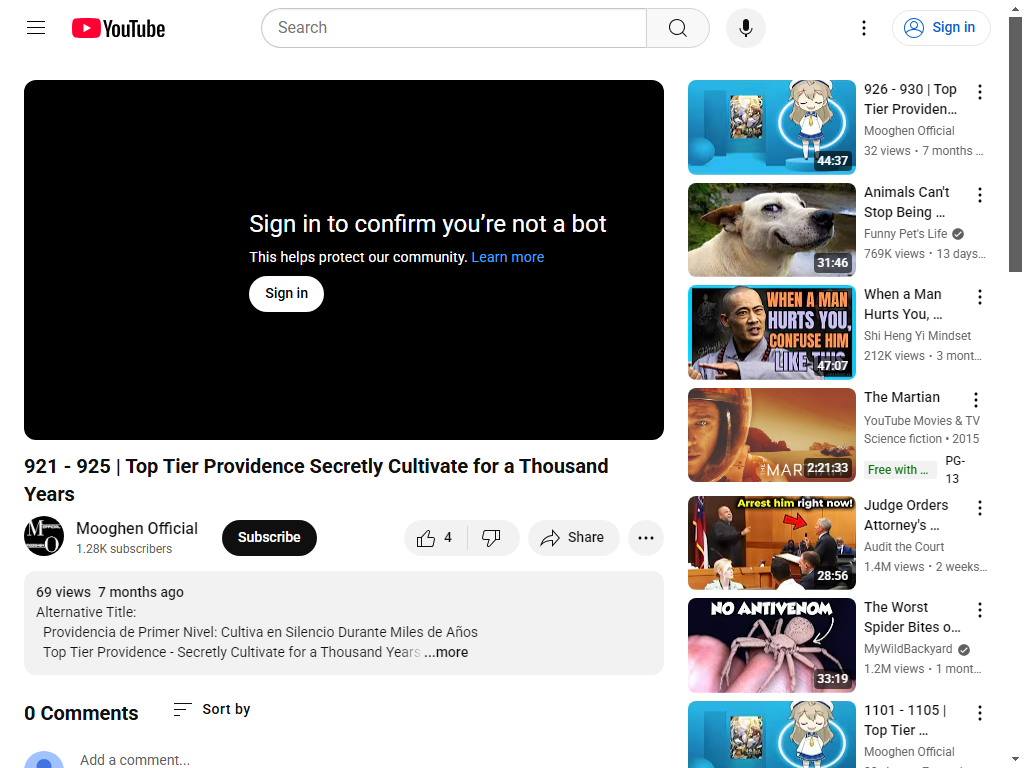 YouTube
Search
Sign in
Sign in to confirm you're not a bot
This helps protect our community. Learn more
Sign in
921 - 925 | Top Tier Providence Secretly Cultivate for a Thousand
Years
Mooghen Official
1.28K subscribers
Subscribe
4
Share
69 views 7 months ago
Alternative Title:
Providencia de Primer Nivel: Cultiva en Silencio Durante Miles de Años
Top Tier Providence - Secretly Cultivate for a Thousand Years ...more
0 Comments
Sort by
Add a comment...
44:37
926 - 930 | Top
Tier Providen...
Mooghen Official
32 views • 7 months ...
31:46
Animals Can't
Stop Being ...
Funny Pet's Life
769K views • 13 days...
WHEN A MAN
HURTS YOU,
CONFUSE HIM
LIKE THIS
47:07
When a Man
Hurts You, ...
Shi Heng Yi Mindset
212K views • 3 mont...
2:21:33
The Martian
YouTube Movies & TV
Science fiction • 2015
Free with ...
PG-
13
Arrest him right now!
28:56
Judge Orders
Attorney's ...
Audit the Court
1.4M views • 2 weeks...
NO ANTIVENOM
33:19
The Worst
Spider Bites o...
MyWildBackyard
1.2M views • 1 mont...
1101 - 1105 |
Top Tier ...
Mooghen Official